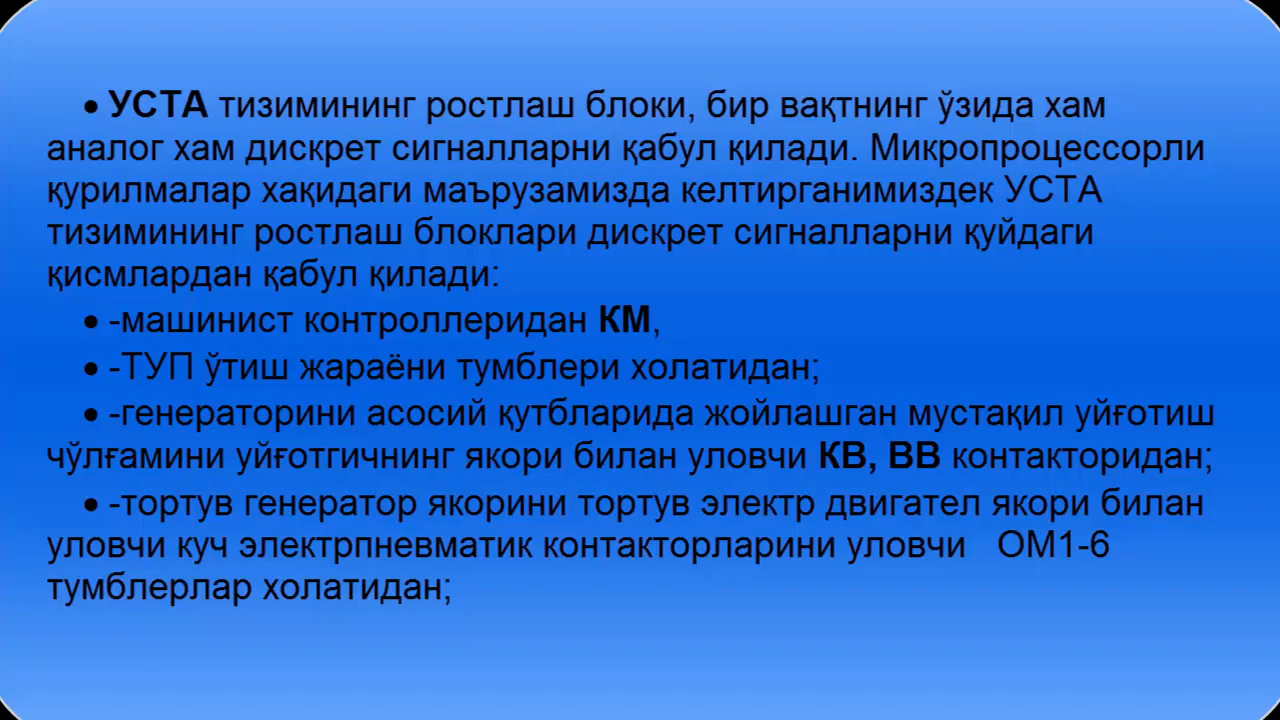 • УСТА тизимининг ростлаш блоки, бир вақтнинг ўзида хам
аналог хам дискрет сигналларни қабул қилади. Микропроцессорли
қурилмалар хақидаги маърузамизда келтирганимиздек УСТА
тизимининг ростлаш блоклари дискрет сигналларни қуйдаги
қисмлардан қабул қилади:
• -машинист контроллеридан КМ,
• -ТУП ўтиш жараёни тумблери холатидан;
• -генераторини асосий қутбларида жойлашган мустақил уйғотиш
чўлғамини уйғотгичнинг якори билан уловчи КВ, ВВ контакторидан;
• -тортув генератор якорини тортув электр двигател якори билан
уловчи куч электрпневматик контакторларини уловчи ОМ1-6
тумблерлар холатидан;